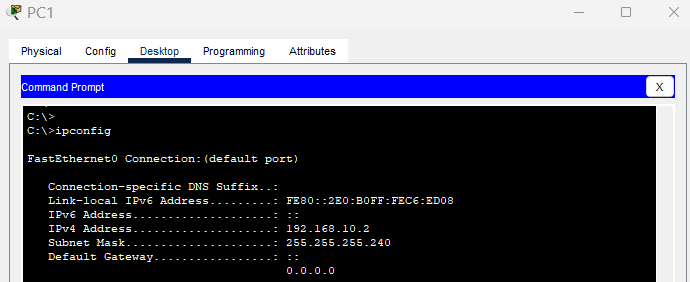 PC1
Physical Config Desktop Programming Attributes
Command Prompt X
C:\>
C:\>ipconfig
FastEthernet0 Connection:(default port)
Connection-specific DNS Suffix..:
Link-local IPv6 Address.........: FE80::2E0:B0FF:FEC6:ED08
IPv6 Address....................: ::
IPv4 Address....................: 192.168.10.2
Subnet Mask.....................: 255.255.255.240
Default Gateway.................: ::
0.0.0.0